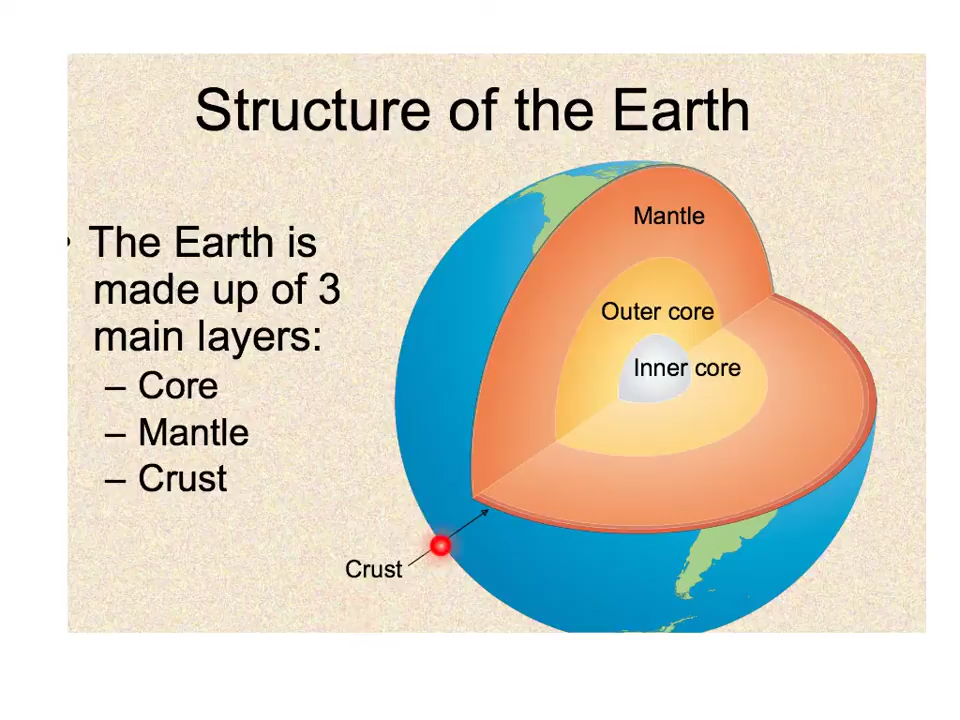 Structure of the Earth
• The Earth is
made up of 3
main layers:
– Core
– Mantle
– Crust
Mantle
Outer core
Inner core
Crust